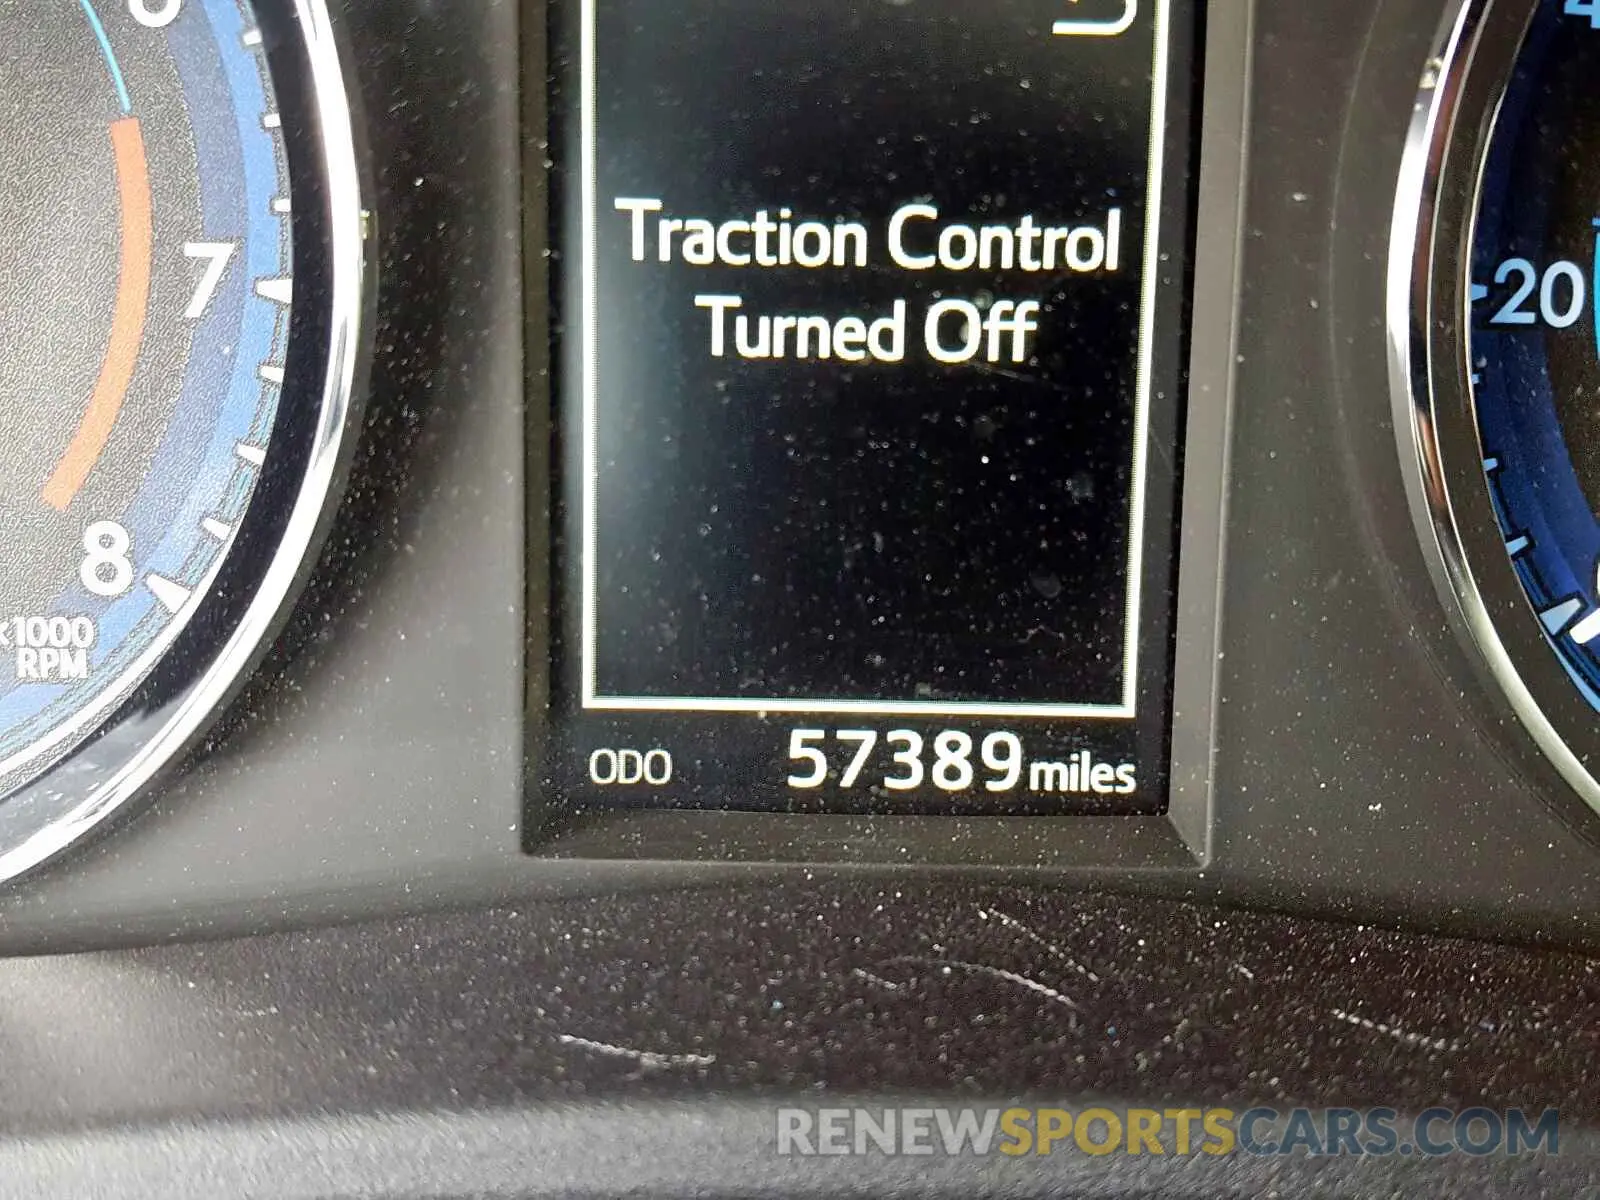 7
8
x1000
RPM
Traction Control
Turned Off
ODO 57389 miles
20
RENEWSPORTSCARS.COM